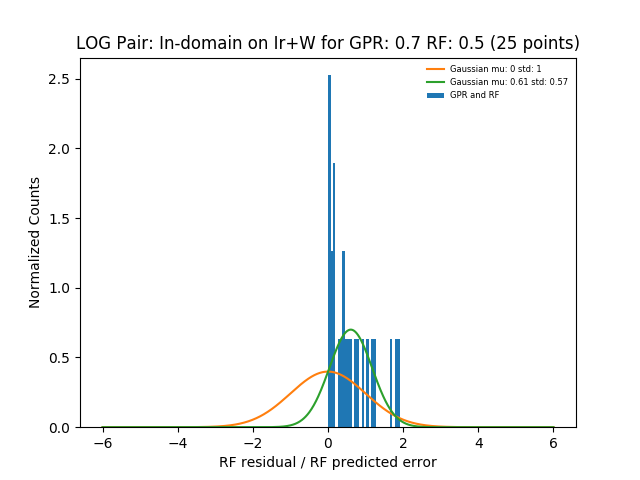 LOG Pair: In-domain on Ir+W for GPR: 0.7 RF: 0.5 (25 points)
Gaussian mu: 0 std: 1
Gaussian mu: 0.61 std: 0.57
GPR and RF
Normalized Counts
2.5
2.0
1.5
1.0
0.5
0.0
−6 −4 −2 0 2 4 6
RF residual / RF predicted error